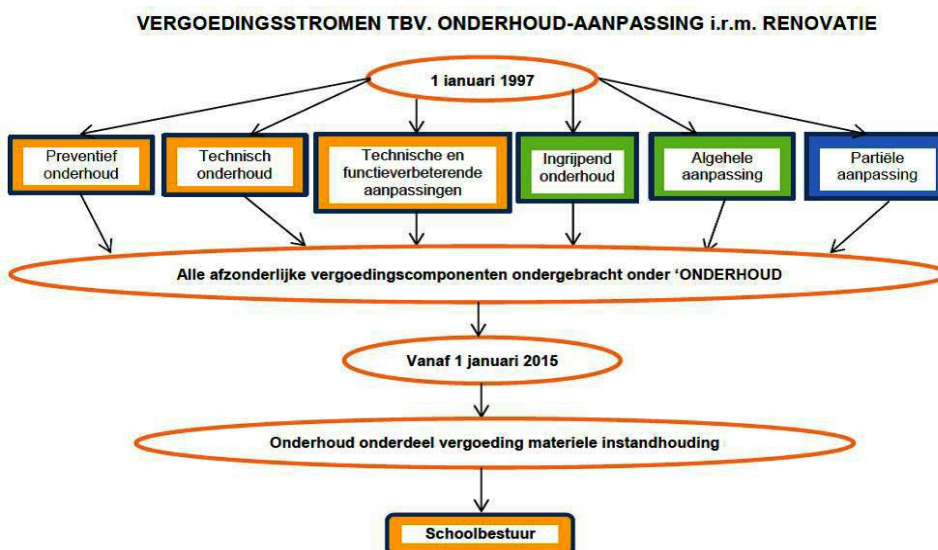 VERGOEDINGSSTROMEN TBV. ONDERHOUD-AANPASSING i.r.m. RENOVATIE
1 ianuari 1997
Preventief
onderhoud
Technisch
onderhoud
Technische en
functieverbeterende
aanpassingen
Ingrijpend
onderhoud
Algehele
aanpassing
Partiële
aanpassing
Alle afzonderlijke vergoedingscomponenten ondergebracht onder ‘ONDERHOUD
Vanaf 1 januari 2015
Onderhoud onderdeel vergoeding materiele instandhouding
Schoolbestuur